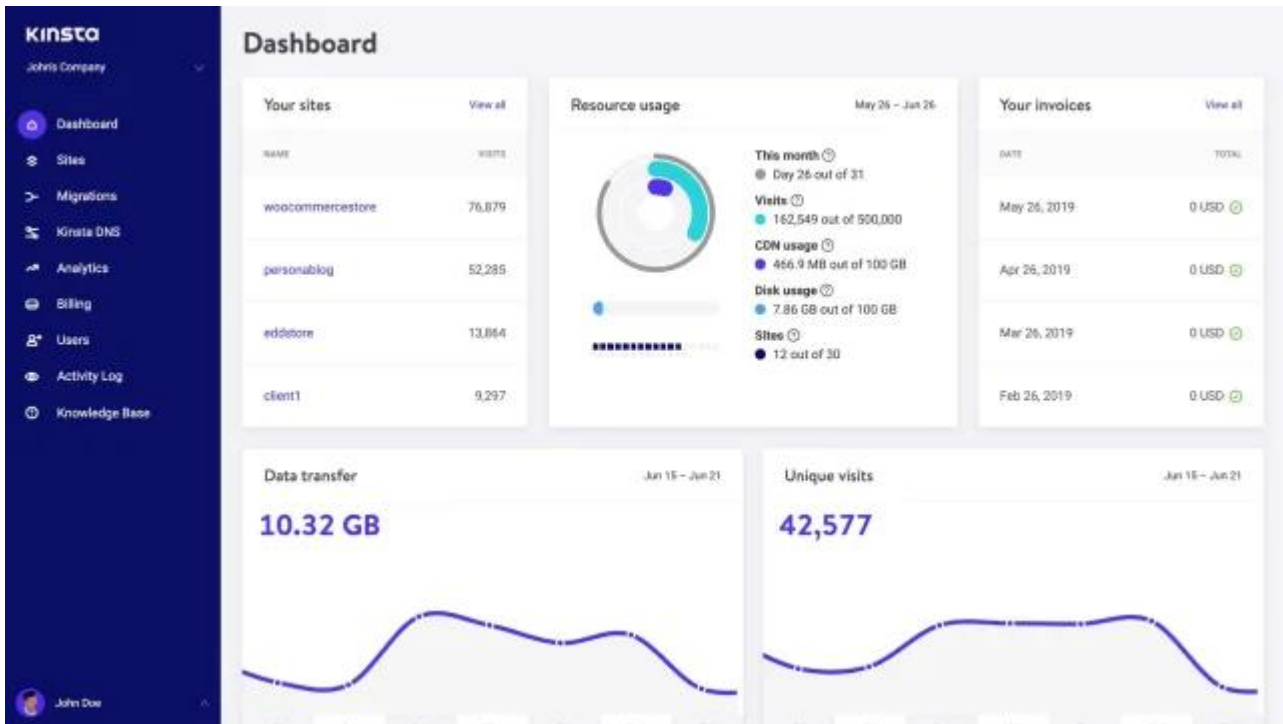 Kinsta
John's Company
Dashboard
Sites
Migrations
Kinsta DNS
Analytics
Billing
Users
Activity Log
Knowledge Base
John Doe
Dashboard
Your sites View all
NAME VISITS
woocommercestore 76,879
personablog 52,285
eddstore 13,864
client1 9,297
Resource usage May 26 – Jun 26
This month
Day 26 out of 31
Visits
162,549 out of 500,000
CDN usage
466.9 MB out of 100 GB
Disk usage
7.86 GB out of 100 GB
Sites
12 out of 30
Your invoices View all
DATE TOTAL
May 26, 2019 0 USD
Apr 26, 2019 0 USD
Mar 26, 2019 0 USD
Feb 26, 2019 0 USD
Data transfer Jun 15 – Jun 21
10.32 GB
Unique visits Jun 15 – Jun 21
42,577